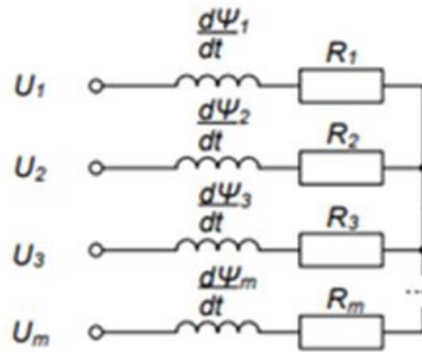 dΨ1
dt
U1 R1
dΨ2
dt
U2 R2
dΨ3
dt
U3 R3
dΨm
dt
...
Um Rm